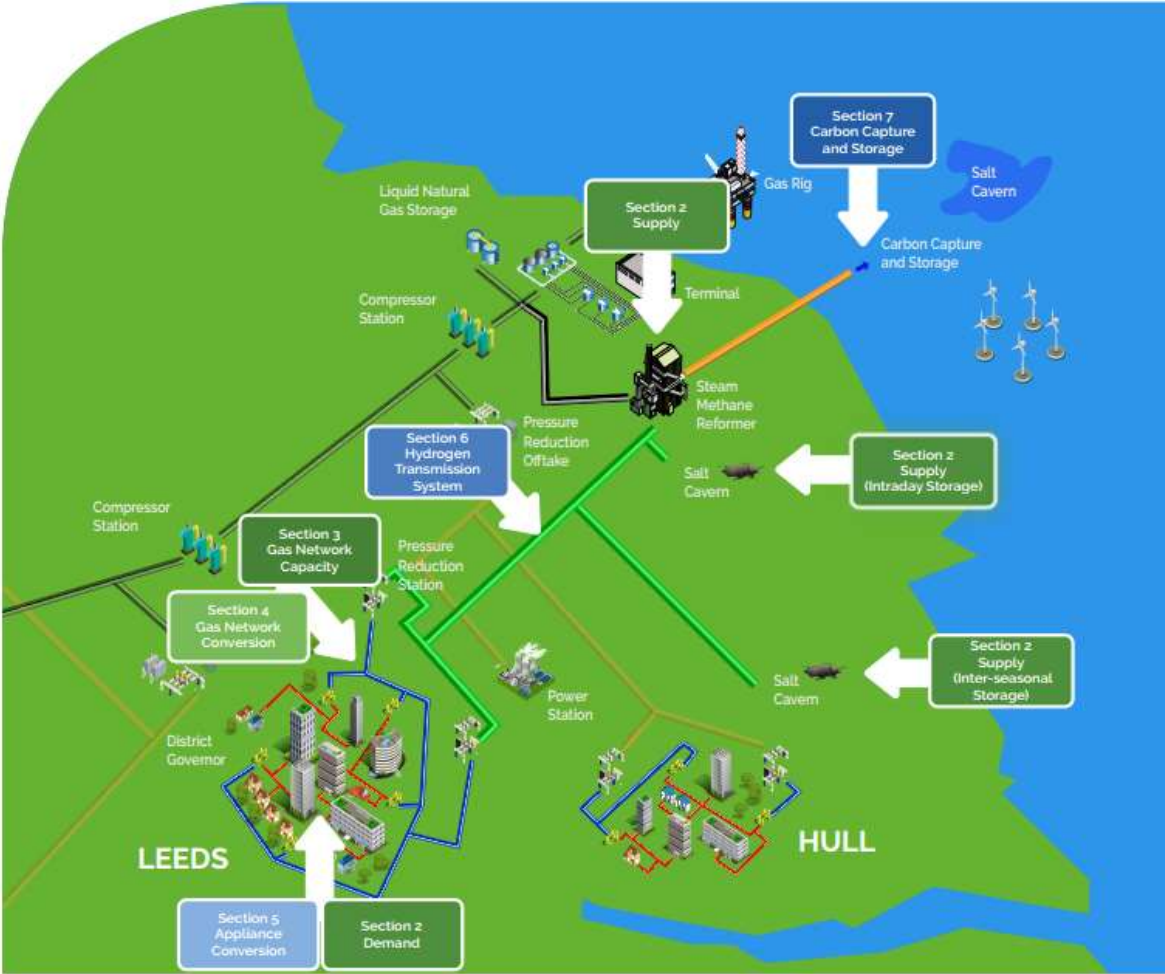 Section 7
Carbon Capture
and Storage
Salt
Cavern
Gas Rig
Liquid Natural
Gas Storage
Section 2
Supply
Carbon Capture
and Storage
Terminal
Compressor
Station
Steam
Methane
Reformer
Pressure
Reduction
Offtake
Section 6
Hydrogen
Transmission
System
Salt
Cavern
Section 2
Supply
(Intraday Storage)
Compressor
Station
Section 3
Gas Network
Capacity
Pressure
Reduction
Station
Section 4
Gas Network
Conversion
Section 2
Supply
(Inter-seasonal
Storage)
Salt
Cavern
Power
Station
District
Governor
LEEDS
HULL
Section 5
Appliance
Conversion
Section 2
Demand